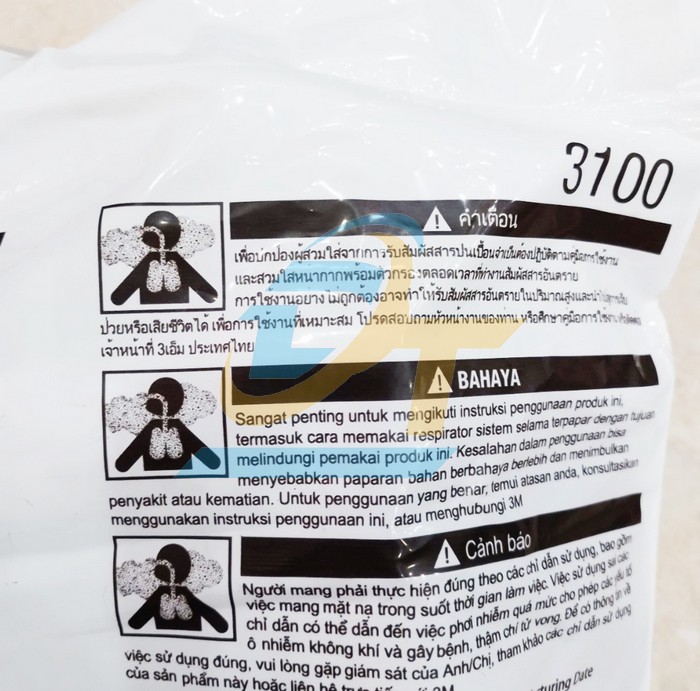 3100
คำเตือน
เพื่อปกป้องผู้สวมใส่จากการรับสัมผัสสารปนเปื้อนจำเป็นต้องปฏิบัติตามคู่มือการใช้งาน
และสวมใส่หน้ากากพร้อมตัวกรองตลอดเวลาที่ทำงานสัมผัสสารอันตราย
การใช้งานอย่างไม่ถูกต้องอาจทำให้รับสัมผัสสารอันตรายในปริมาณสูงและนำไปสู่การเจ็บ
ป่วยหรือเสียชีวิตได้ เพื่อการใช้งานที่เหมาะสม โปรดสอบถามหัวหน้างานของท่าน หรือศึกษาคู่มือการใช้งาน
เจ้าหน้าที่ 3เอ็ม ประเทศไทย
BAHAYA
Sangat penting untuk mengikuti instruksi penggunaan produk ini,
termasuk cara memakai respirator sistem selama terpapar dengan tujuan
melindungi pemakai produk ini. Kesalahan dalam penggunaan bisa
menyebabkan paparan bahan berbahaya berlebih dan menimbulkan
penyakit atau kematian. Untuk penggunaan yang benar, temui atasan anda, konsultasikan
menggunakan instruksi penggunaan ini, atau menghubungi 3M
Cảnh báo
Người mang phải thực hiện đúng theo các chỉ dẫn sử dụng, bao gồm
việc mang mặt nạ trong suốt thời gian làm việc. Việc sử dụng sai các
chỉ dẫn có thể dẫn đến việc phơi nhiễm quá mức cho phép các yếu tố
ô nhiễm không khí và gây bệnh, thậm chí tử vong. Để có thông tin về
việc sử dụng đúng, vui lòng gặp giám sát của Anh/Chị, tham khảo các chỉ dẫn sử dụng
của sản phẩm này hoặc liên hệ trực tiếp với 3M
Date